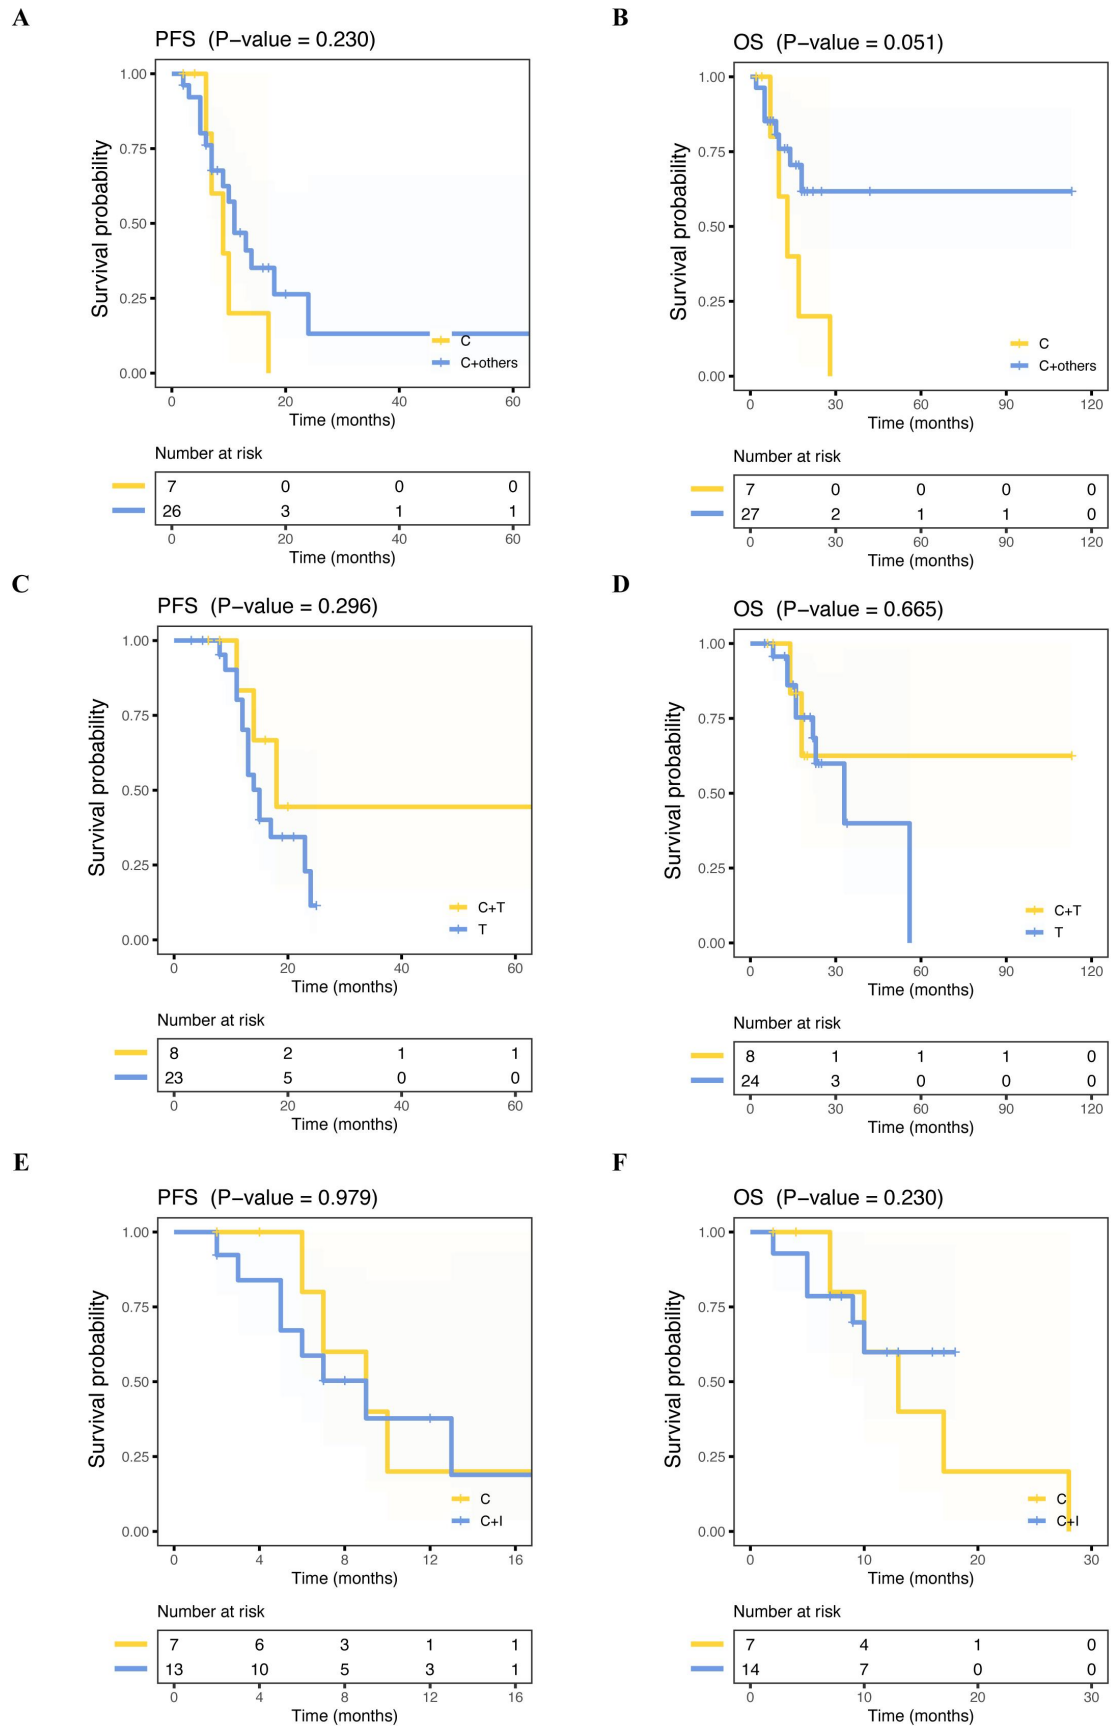 A
PFS (P−value = 0.230)
Survival probability
1.00
0.75
0.50
0.25
0.00
C
C+others
0 20 40 60
Time (months)
Number at risk
7 0 0 0
26 3 1 1
0 20 40 60
Time (months)
B
OS (P−value = 0.051)
Survival probability
1.00
0.75
0.50
0.25
0.00
C
C+others
0 30 60 90 120
Time (months)
Number at risk
7 0 0 0 0
27 2 1 1 0
0 30 60 90 120
Time (months)
C
PFS (P−value = 0.296)
Survival probability
1.00
0.75
0.50
0.25
0.00
C+T
T
0 20 40 60
Time (months)
Number at risk
8 2 1 1
23 5 0 0
0 20 40 60
Time (months)
D
OS (P−value = 0.665)
Survival probability
1.00
0.75
0.50
0.25
0.00
C+T
T
0 30 60 90 120
Time (months)
Number at risk
8 1 1 1 0
24 3 0 0 0
0 30 60 90 120
Time (months)
E
PFS (P−value = 0.979)
Survival probability
1.00
0.75
0.50
0.25
0.00
C
C+I
0 4 8 12 16
Time (months)
Number at risk
7 6 3 1 1
13 10 5 3 1
0 4 8 12 16
Time (months)
F
OS (P−value = 0.230)
Survival probability
1.00
0.75
0.50
0.25
0.00
C
C+I
0 10 20 30
Time (months)
Number at risk
7 4 1 0
14 7 0 0
0 10 20 30
Time (months)